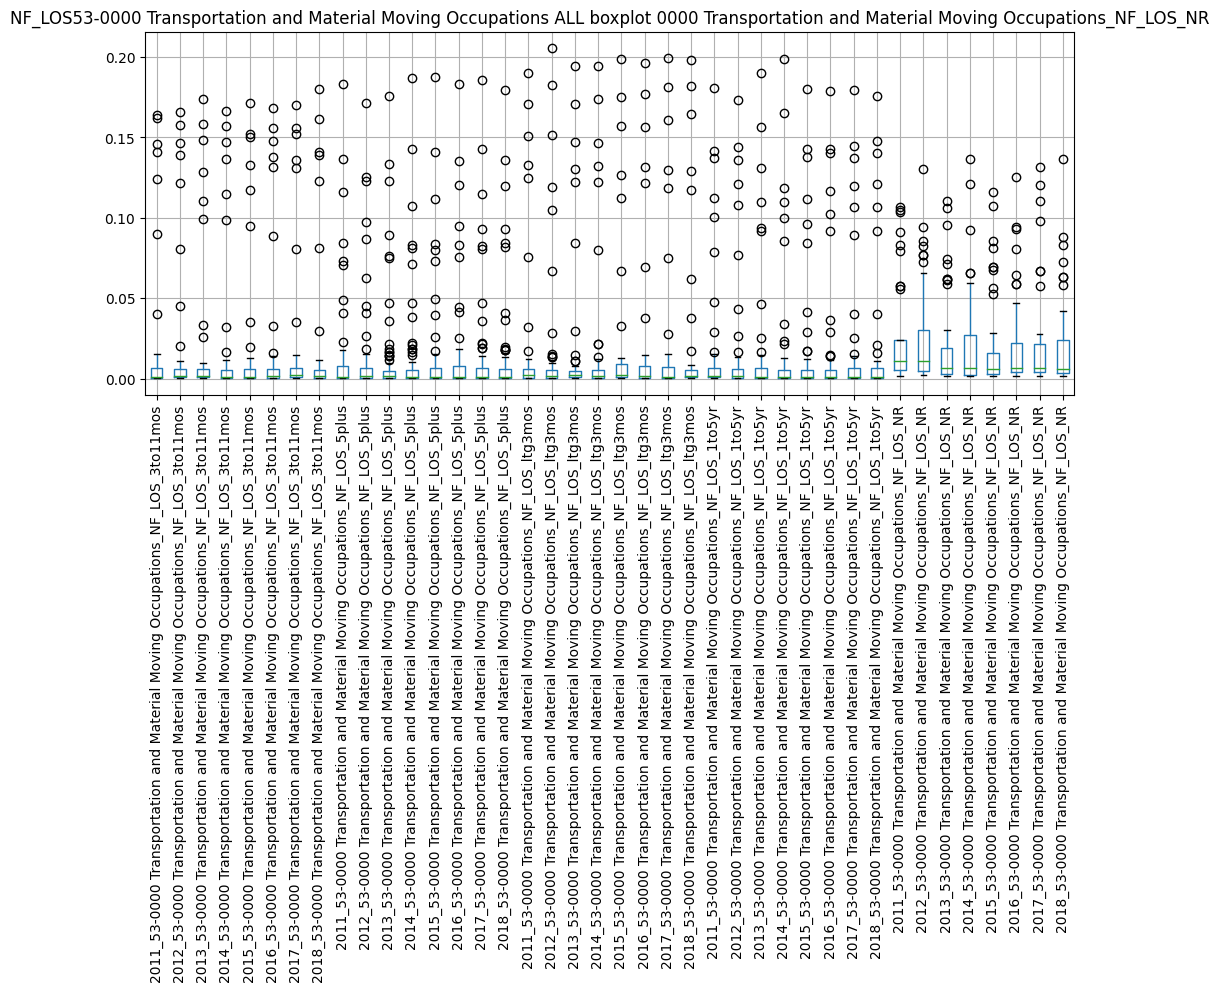 NF_LOS53-0000 Transportation and Material Moving Occupations ALL boxplot 0000 Transportation and Material Moving Occupations_NF_LOS_NR
0.20
0.15
0.10
0.05
0.00
2011_53-0000 Transportation and Material Moving Occupations_NF_LOS_3to11mos
2012_53-0000 Transportation and Material Moving Occupations_NF_LOS_3to11mos
2013_53-0000 Transportation and Material Moving Occupations_NF_LOS_3to11mos
2014_53-0000 Transportation and Material Moving Occupations_NF_LOS_3to11mos
2015_53-0000 Transportation and Material Moving Occupations_NF_LOS_3to11mos
2016_53-0000 Transportation and Material Moving Occupations_NF_LOS_3to11mos
2017_53-0000 Transportation and Material Moving Occupations_NF_LOS_3to11mos
2018_53-0000 Transportation and Material Moving Occupations_NF_LOS_3to11mos
2011_53-0000 Transportation and Material Moving Occupations_NF_LOS_5plus
2012_53-0000 Transportation and Material Moving Occupations_NF_LOS_5plus
2013_53-0000 Transportation and Material Moving Occupations_NF_LOS_5plus
2014_53-0000 Transportation and Material Moving Occupations_NF_LOS_5plus
2015_53-0000 Transportation and Material Moving Occupations_NF_LOS_5plus
2016_53-0000 Transportation and Material Moving Occupations_NF_LOS_5plus
2017_53-0000 Transportation and Material Moving Occupations_NF_LOS_5plus
2018_53-0000 Transportation and Material Moving Occupations_NF_LOS_5plus
2011_53-0000 Transportation and Material Moving Occupations_NF_LOS_ltg3mos
2012_53-0000 Transportation and Material Moving Occupations_NF_LOS_ltg3mos
2013_53-0000 Transportation and Material Moving Occupations_NF_LOS_ltg3mos
2014_53-0000 Transportation and Material Moving Occupations_NF_LOS_ltg3mos
2015_53-0000 Transportation and Material Moving Occupations_NF_LOS_ltg3mos
2016_53-0000 Transportation and Material Moving Occupations_NF_LOS_ltg3mos
2017_53-0000 Transportation and Material Moving Occupations_NF_LOS_ltg3mos
2018_53-0000 Transportation and Material Moving Occupations_NF_LOS_ltg3mos
2011_53-0000 Transportation and Material Moving Occupations_NF_LOS_1to5yr
2012_53-0000 Transportation and Material Moving Occupations_NF_LOS_1to5yr
2013_53-0000 Transportation and Material Moving Occupations_NF_LOS_1to5yr
2014_53-0000 Transportation and Material Moving Occupations_NF_LOS_1to5yr
2015_53-0000 Transportation and Material Moving Occupations_NF_LOS_1to5yr
2016_53-0000 Transportation and Material Moving Occupations_NF_LOS_1to5yr
2017_53-0000 Transportation and Material Moving Occupations_NF_LOS_1to5yr
2018_53-0000 Transportation and Material Moving Occupations_NF_LOS_1to5yr
2011_53-0000 Transportation and Material Moving Occupations_NF_LOS_NR
2012_53-0000 Transportation and Material Moving Occupations_NF_LOS_NR
2013_53-0000 Transportation and Material Moving Occupations_NF_LOS_NR
2014_53-0000 Transportation and Material Moving Occupations_NF_LOS_NR
2015_53-0000 Transportation and Material Moving Occupations_NF_LOS_NR
2016_53-0000 Transportation and Material Moving Occupations_NF_LOS_NR
2017_53-0000 Transportation and Material Moving Occupations_NF_LOS_NR
2018_53-0000 Transportation and Material Moving Occupations_NF_LOS_NR